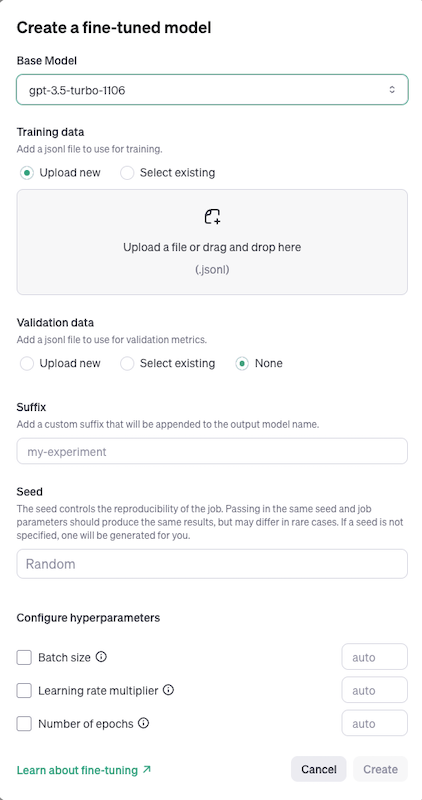 Create a fine-tuned model
Base Model
gpt-3.5-turbo-1106
Training data
Add a jsonl file to use for training.
Upload new
Select existing
Upload a file or drag and drop here
(.jsonl)
Validation data
Add a jsonl file to use for validation metrics.
Upload new
Select existing
None
Suffix
Add a custom suffix that will be appended to the output model name.
my-experiment
Seed
The seed controls the reproducibility of the job. Passing in the same seed and job
parameters should produce the same results, but may differ in rare cases. If a seed is not
specified, one will be generated for you.
Random
Configure hyperparameters
Batch size
auto
Learning rate multiplier
auto
Number of epochs
auto
Learn about fine-tuning
Cancel
Create